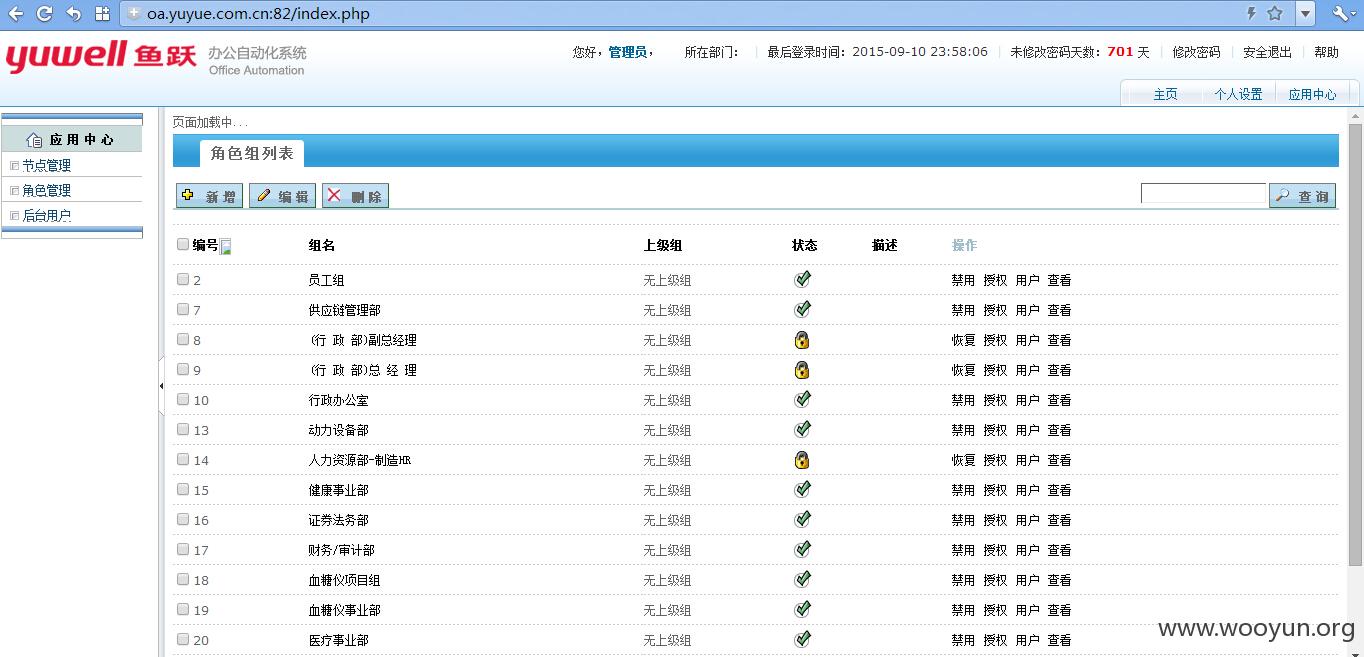 oa.yuyue.com.cn:82/index.php
yuwell 鱼跃 办公自动化系统
Office Automation
您好，管理员， 所在部门： 最后登录时间：2015-09-10 23:58:06 未修改密码天数：701 天 修改密码 安全退出 帮助
主页 个人设置 应用中心
应用中心
节点管理
角色管理
后台用户
页面加载中...
角色组列表
新增 编辑 删除 查询
编号 组名 上级组 状态 描述 操作
2 员工组 无上级组 禁用 授权 用户 查看
7 供应链管理部 无上级组 禁用 授权 用户 查看
8 (行 政 部)副总经理 无上级组 恢复 授权 用户 查看
9 (行 政 部)总 经 理 无上级组 恢复 授权 用户 查看
10 行政办公室 无上级组 禁用 授权 用户 查看
13 动力设备部 无上级组 禁用 授权 用户 查看
14 人力资源部-制造HR 无上级组 恢复 授权 用户 查看
15 健康事业部 无上级组 禁用 授权 用户 查看
16 证券法务部 无上级组 禁用 授权 用户 查看
17 财务/审计部 无上级组 禁用 授权 用户 查看
18 血糖仪项目组 无上级组 禁用 授权 用户 查看
19 血糖仪事业部 无上级组 禁用 授权 用户 查看
20 医疗事业部 无上级组 禁用 授权 用户 查看
www.wooyun.org